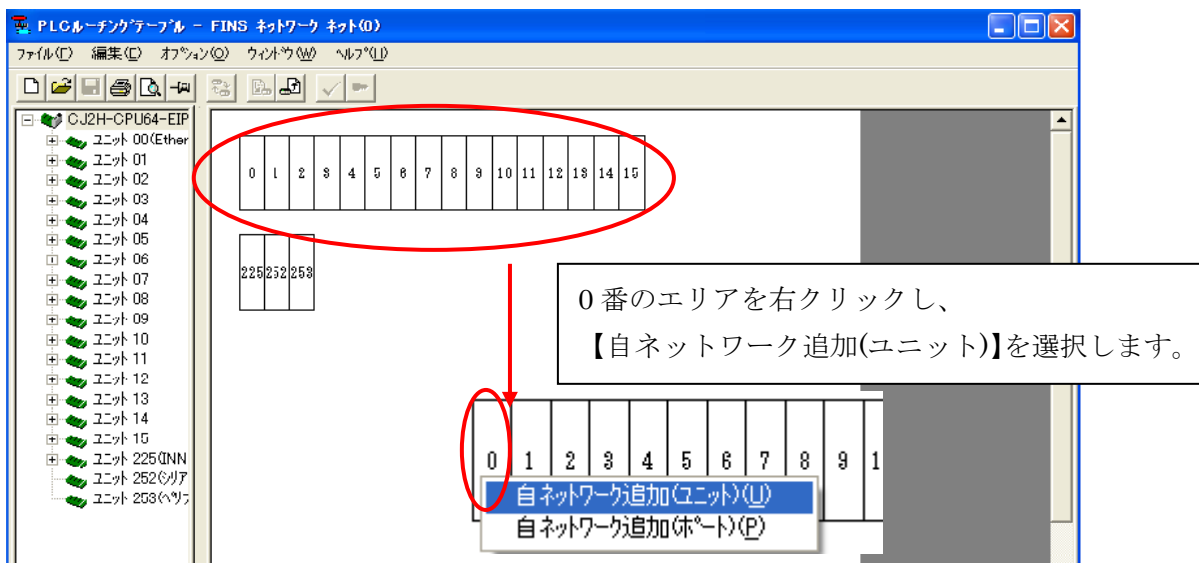 PLCルーチングテーブル - FINS ネットワーク ネット(0)
ファイル(F) 編集(E) オプション(O) ウィンドウ(W) ヘルプ(U)
CJ2H-CPU64-EIP
ユニット 00(Ether
ユニット 01
ユニット 02
ユニット 03
ユニット 04
ユニット 05
ユニット 06
ユニット 07
ユニット 08
ユニット 09
ユニット 10
ユニット 11
ユニット 12
ユニット 13
ユニット 14
ユニット 15
ユニット 225(INN
ユニット 252(シリア
ユニット 253(ペリフ
0 1 2 3 4 5 6 7 8 9 10 11 12 13 14 15
225 252 253
0番のエリアを右クリックし、
【自ネットワーク追加(ユニット)】を選択します。
0 1 2 3 4 5 6 7 8 9 1
自ネットワーク追加(ユニット)(U)
自ネットワーク追加(ポート)(P)